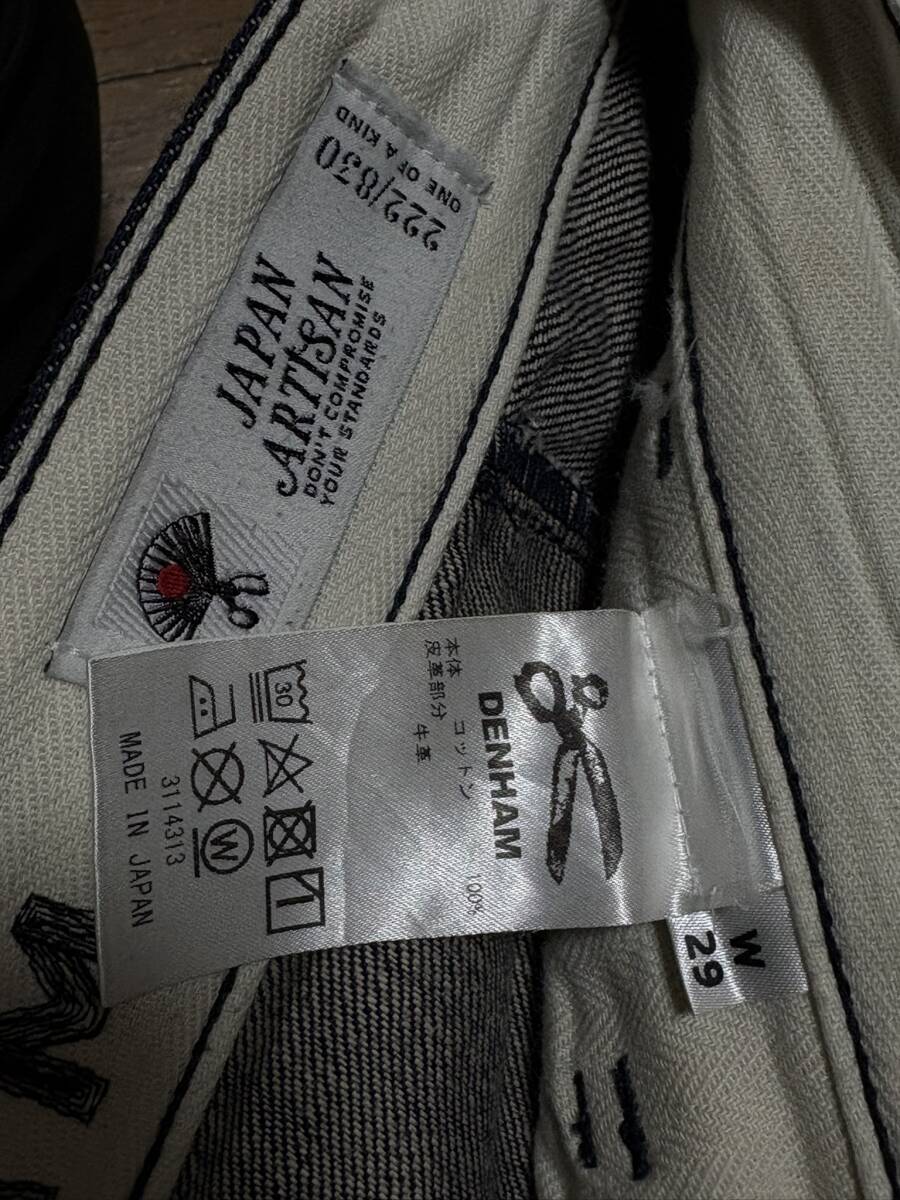 JAPAN
ARTISAN
DON'T COMPROMISE
YOUR STANDARDS
222/830
ONE OF A KIND
DENHAM
本体 コットン 100%
皮革部分 牛革
30
W
3114313
MADE IN JAPAN
W
29